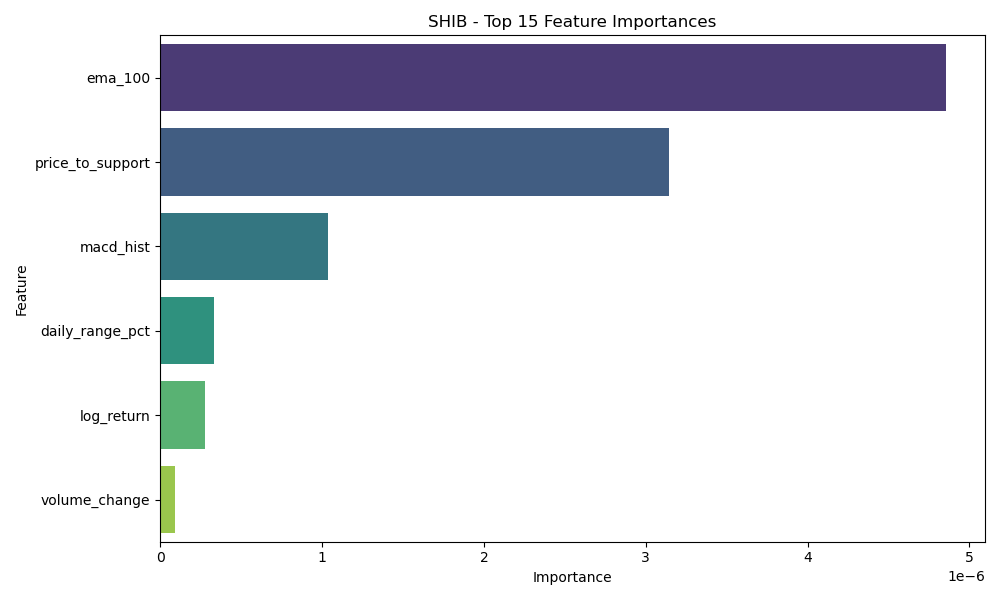 SHIB - Top 15 Feature Importances
Feature
ema_100
price_to_support
macd_hist
daily_range_pct
log_return
volume_change
0 1 2 3 4 5
1e−6
Importance